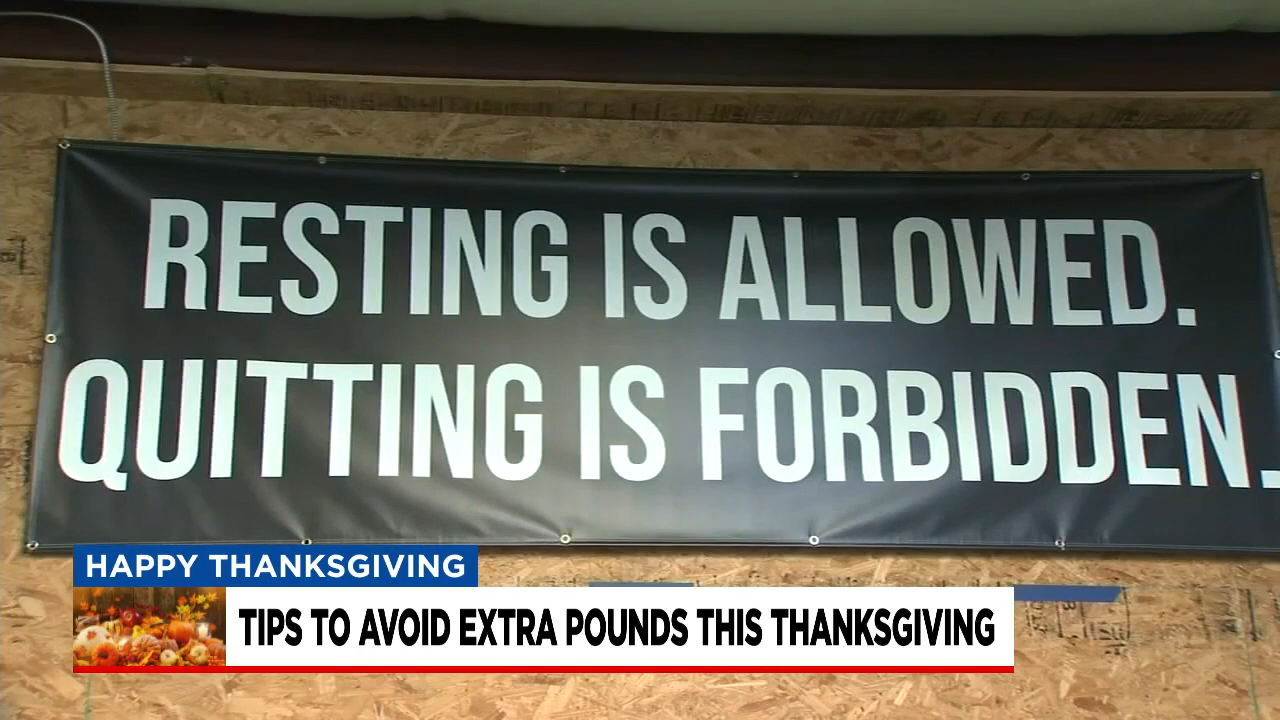 RESTING IS ALLOWED.
QUITTING IS FORBIDDEN.
HAPPY THANKSGIVING
TIPS TO AVOID EXTRA POUNDS THIS THANKSGIVING